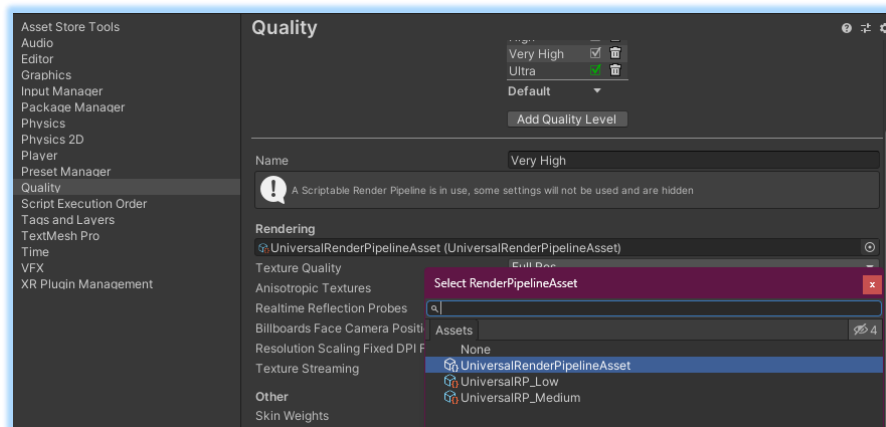 Asset Store Tools
Audio
Editor
Graphics
Input Manager
Package Manager
Physics
Physics 2D
Player
Preset Manager
Quality
Script Execution Order
Tags and Layers
TextMesh Pro
Time
VFX
XR Plugin Management
Quality
Very High
Ultra
Default
Add Quality Level
Name Very High
A Scriptable Render Pipeline is in use, some settings will not be used and are hidden
Rendering
UniversalRenderPipelineAsset (UniversalRenderPipelineAsset)
Texture Quality
Anisotropic Textures
Realtime Reflection Probes
Billboards Face Camera Positi
Resolution Scaling Fixed DPI F
Texture Streaming
Other
Skin Weights
Select RenderPipelineAsset
Assets 4
None
UniversalRenderPipelineAsset
UniversalRP_Low
UniversalRP_Medium